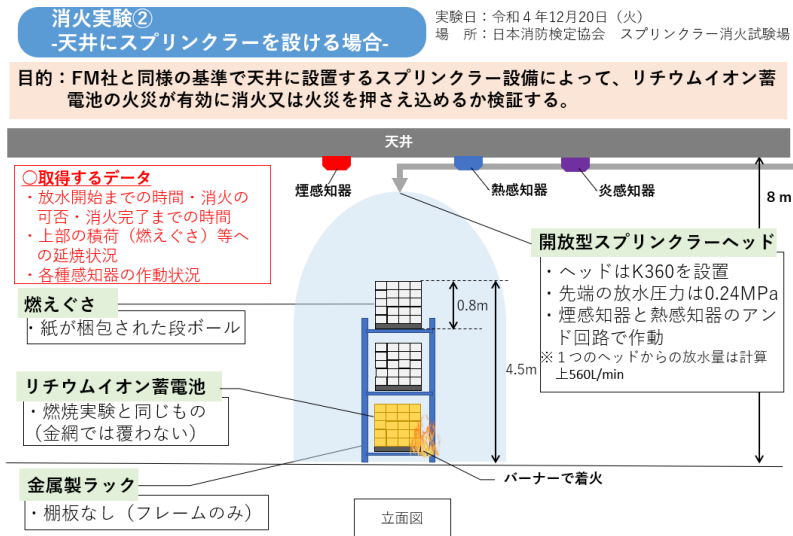 消火実験②
-天井にスプリンクラーを設ける場合-
実験日：令和４年12月20日（火）
場　所：日本消防検定協会　スプリンクラー消火試験場
目的：FM社と同様の基準で天井に設置するスプリンクラー設備によって、リチウムイオン蓄
電池の火災が有効に消火又は火災を押さえ込めるか検証する。
天井
煙感知器
熱感知器
炎感知器
８ｍ
○取得するデータ
・放水開始までの時間・消火の
可否・消火完了までの時間
・上部の積荷（燃えぐさ）等へ
の延焼状況
・各種感知器の作動状況
開放型スプリンクラーヘッド
・ヘッドはK360を設置
・先端の放水圧力は0.24MPa
・煙感知器と熱感知器のアン
ド回路で作動
※１つのヘッドからの放水量は計算
上560L/min
燃えぐさ
・紙が梱包された段ボール
0.8m
4.5m
リチウムイオン蓄電池
・燃焼実験と同じもの
（金網では覆わない）
バーナーで着火
金属製ラック
・棚板なし（フレームのみ）
立面図